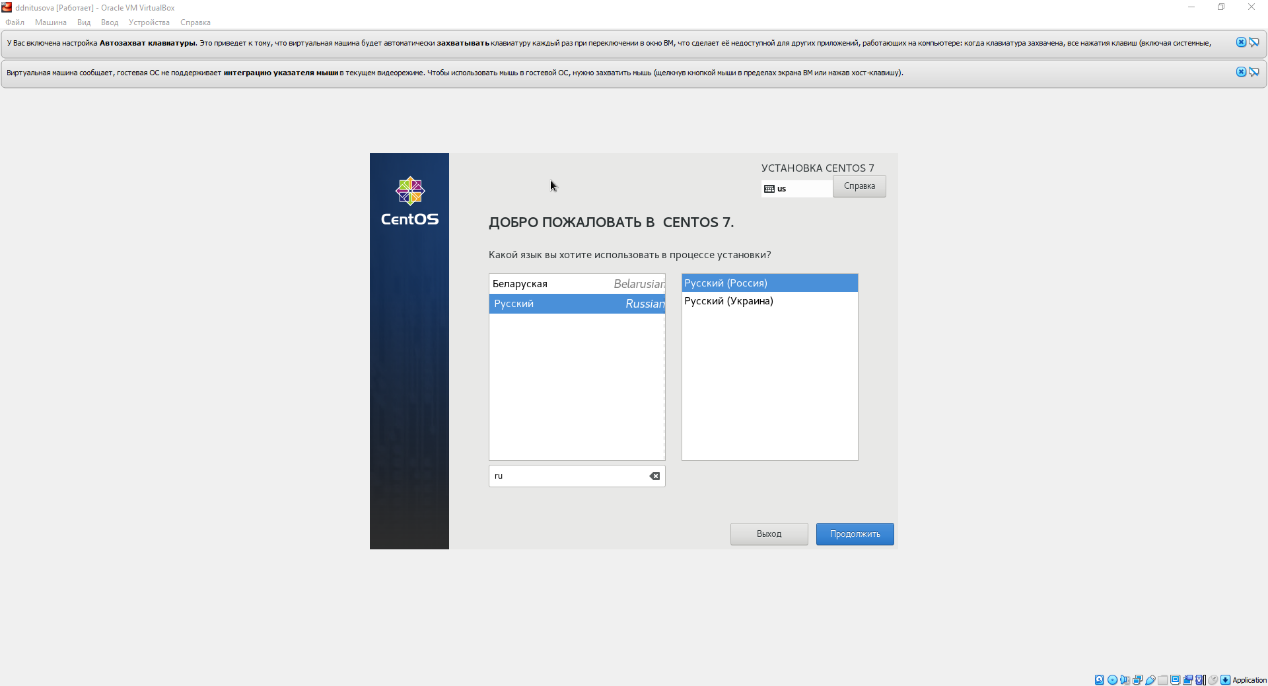 ddnitusova [Работает] - Oracle VM VirtualBox
Файл Машина Вид Ввод Устройства Справка
У Вас включена настройка Автозахват клавиатуры. Это приведет к тому, что виртуальная машина будет автоматически захватывать клавиатуру каждый раз при переключении в окно ВМ, что сделает её недоступной для других приложений, работающих на компьютере: когда клавиатура захвачена, все нажатия клавиш (включая системные,
Виртуальная машина сообщает, гостевая ОС не поддерживает интеграцию указателя мыши в текущем видеорежиме. Чтобы использовать мышь в гостевой ОС, нужно захватить мышь (щелкнув кнопкой мыши в пределах экрана ВМ или нажав хост-клавишу).
CentOS
УСТАНОВКА CENTOS 7
us Справка
ДОБРО ПОЖАЛОВАТЬ В CENTOS 7.
Какой язык вы хотите использовать в процессе установки?
Беларуская Belarusian
Русский Russian
Русский (Россия)
Русский (Украина)
ru
Выход Продолжить
Application